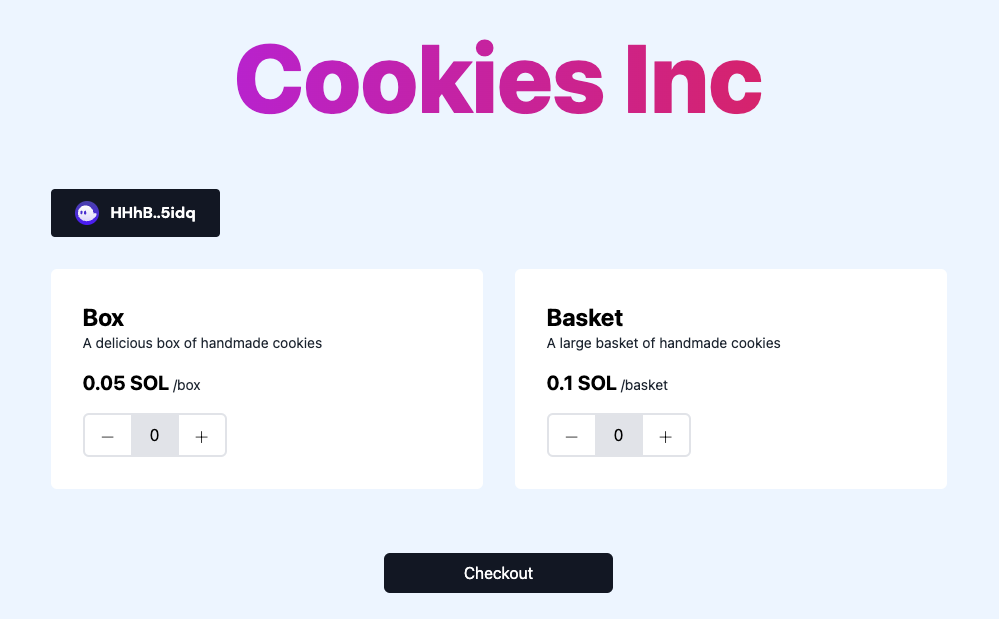 Cookies Inc
HHhB..5idq
Box
A delicious box of handmade cookies
0.05 SOL /box
− 0 +
Basket
A large basket of handmade cookies
0.1 SOL /basket
− 0 +
Checkout